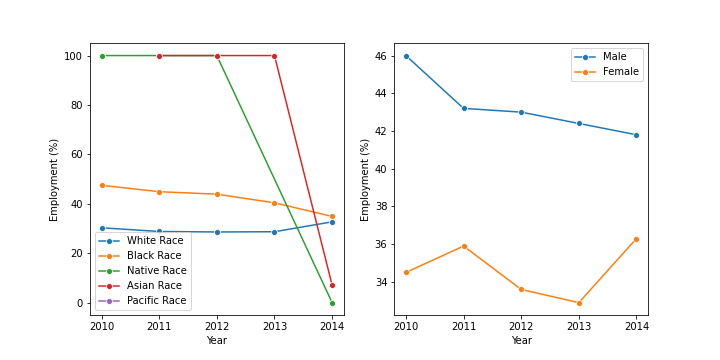 100
80
60
40
20
0
Employment (%)
2010 2011 2012 2013 2014
Year
White Race
Black Race
Native Race
Asian Race
Pacific Race
46
44
42
40
38
36
34
Employment (%)
2010 2011 2012 2013 2014
Year
Male
Female